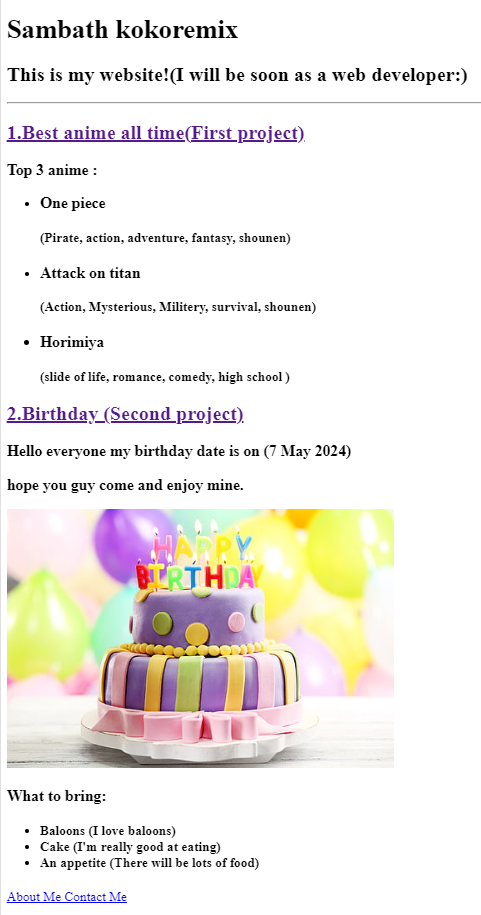 Sambath kokoremix
This is my website!(I will be soon as a web developer:)
1.Best anime all time(First project)
Top 3 anime :
One piece
(Pirate, action, adventure, fantasy, shounen)
Attack on titan
(Action, Mysterious, Militery, survival, shounen)
Horimiya
(slide of life, romance, comedy, high school )
2.Birthday (Second project)
Hello everyone my birthday date is on (7 May 2024)
hope you guy come and enjoy mine.
HAPPY
BIRTHDAY
What to bring:
Baloons (I love baloons)
Cake (I'm really good at eating)
An appetite (There will be lots of food)
About Me Contact Me